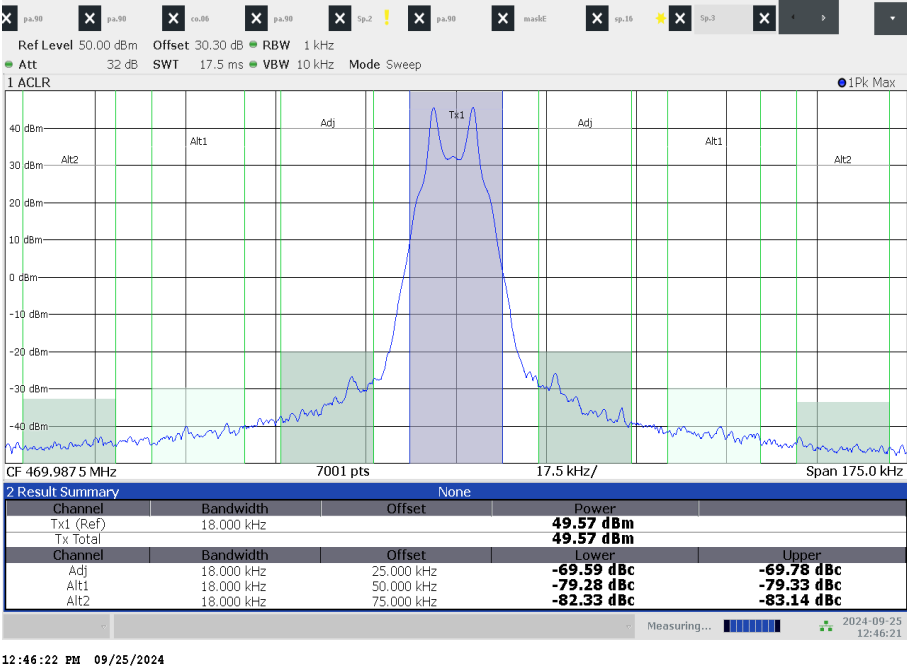 pa.90 pa.90 co.06 pa.90 Sp.2 pa.90 maskE ep.16 Sp.3
Ref Level 50.00 dBm Offset 30.30 dB RBW 1 kHz
Att 32 dB SWT 17.5 ms VBW 10 kHz Mode Sweep
1 ACLR 1Pk Max
Tx1
Adj Adj
40 dBm
Alt1 Alt1
Alt2 Alt2
30 dBm
20 dBm
10 dBm
0 dBm
-10 dBm
-20 dBm
-30 dBm
-40 dBm
CF 469.9875 MHz 7001 pts 17.5 kHz/ Span 175.0 kHz
2 Result Summary None
Channel Bandwidth Offset Power
Tx1 (Ref) 18.000 kHz 49.57 dBm
Tx Total 49.57 dBm
Channel Bandwidth Offset Lower Upper
Adj 18.000 kHz 25.000 kHz -69.59 dBc -69.78 dBc
Alt1 18.000 kHz 50.000 kHz -79.28 dBc -79.33 dBc
Alt2 18.000 kHz 75.000 kHz -82.33 dBc -83.14 dBc
Measuring... 2024-09-25
12:46:21
12:46:22 PM 09/25/2024